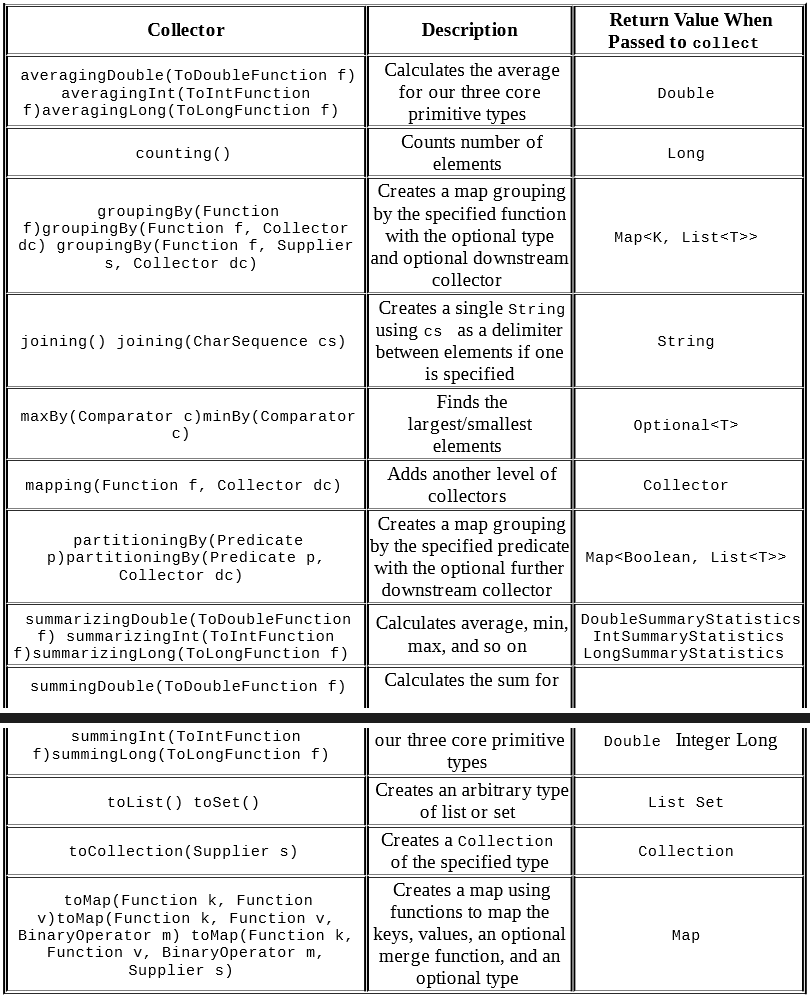 Collector
Description
Return Value When
Passed to collect
averagingDouble(ToDoubleFunction f)
averagingInt(ToIntFunction
f)averagingLong(ToLongFunction f)
Calculates the average
for our three core
primitive types
Double
counting()
Counts number of
elements
Long
groupingBy(Function
f)groupingBy(Function f, Collector
dc) groupingBy(Function f, Supplier
s, Collector dc)
Creates a map grouping
by the specified function
with the optional type
and optional downstream
collector
Map<K, List<T>>
joining() joining(CharSequence cs)
Creates a single String
using cs as a delimiter
between elements if one
is specified
String
maxBy(Comparator c)minBy(Comparator
c)
Finds the
largest/smallest
elements
Optional<T>
mapping(Function f, Collector dc)
Adds another level of
collectors
Collector
partitioningBy(Predicate
p)partitioningBy(Predicate p,
Collector dc)
Creates a map grouping
by the specified predicate
with the optional further
downstream collector
Map<Boolean, List<T>>
summarizingDouble(ToDoubleFunction
f) summarizingInt(ToIntFunction
f)summarizingLong(ToLongFunction f)
Calculates average, min,
max, and so on
DoubleSummaryStatistics
IntSummaryStatistics
LongSummaryStatistics
summingDouble(ToDoubleFunction f)
Calculates the sum for
summingInt(ToIntFunction
f)summingLong(ToLongFunction f)
our three core primitive
types
Double Integer Long
toList() toSet()
Creates an arbitrary type
of list or set
List Set
toCollection(Supplier s)
Creates a Collection
of the specified type
Collection
toMap(Function k, Function
v)toMap(Function k, Function v,
BinaryOperator m) toMap(Function k,
Function v, BinaryOperator m,
Supplier s)
Creates a map using
functions to map the
keys, values, an optional
merge function, and an
optional type
Map